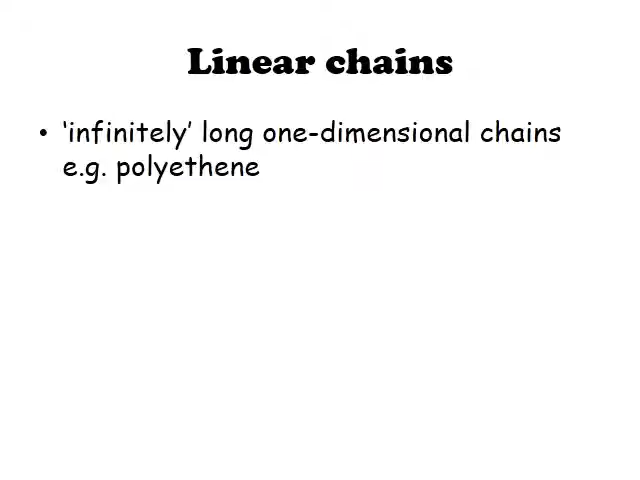 Linear chains
• ‘infinitely’ long one-dimensional chains
e.g. polyethene